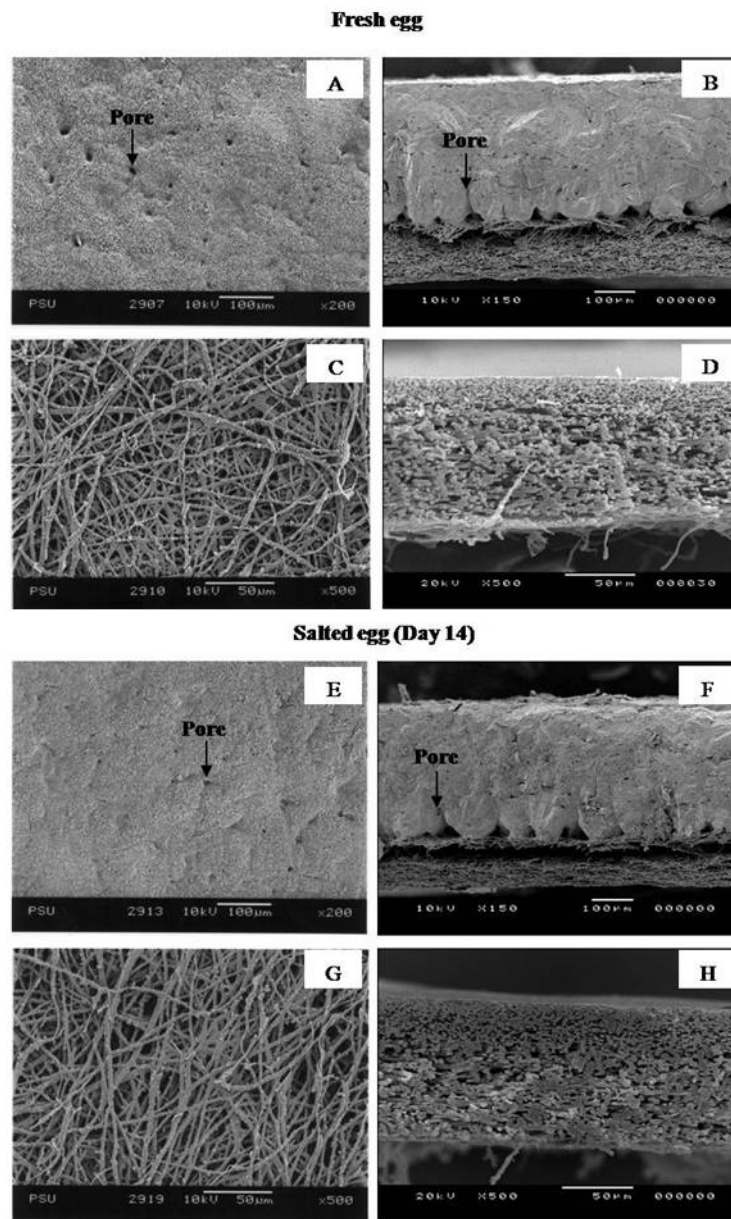 Fresh egg
A
Pore
PSU 2907 10kV 100μm x200
B
Pore
10kV X150 100μm 000000
C
PSU 2910 10kV 50μm x500
D
20kV X500 50μm 000030
Salted egg (Day 14)
E
Pore
PSU 2913 10kV 100μm x200
F
Pore
10kV X150 100μm 000000
G
PSU 2919 10kV 50μm x500
H
20kV X500 50μm 000000